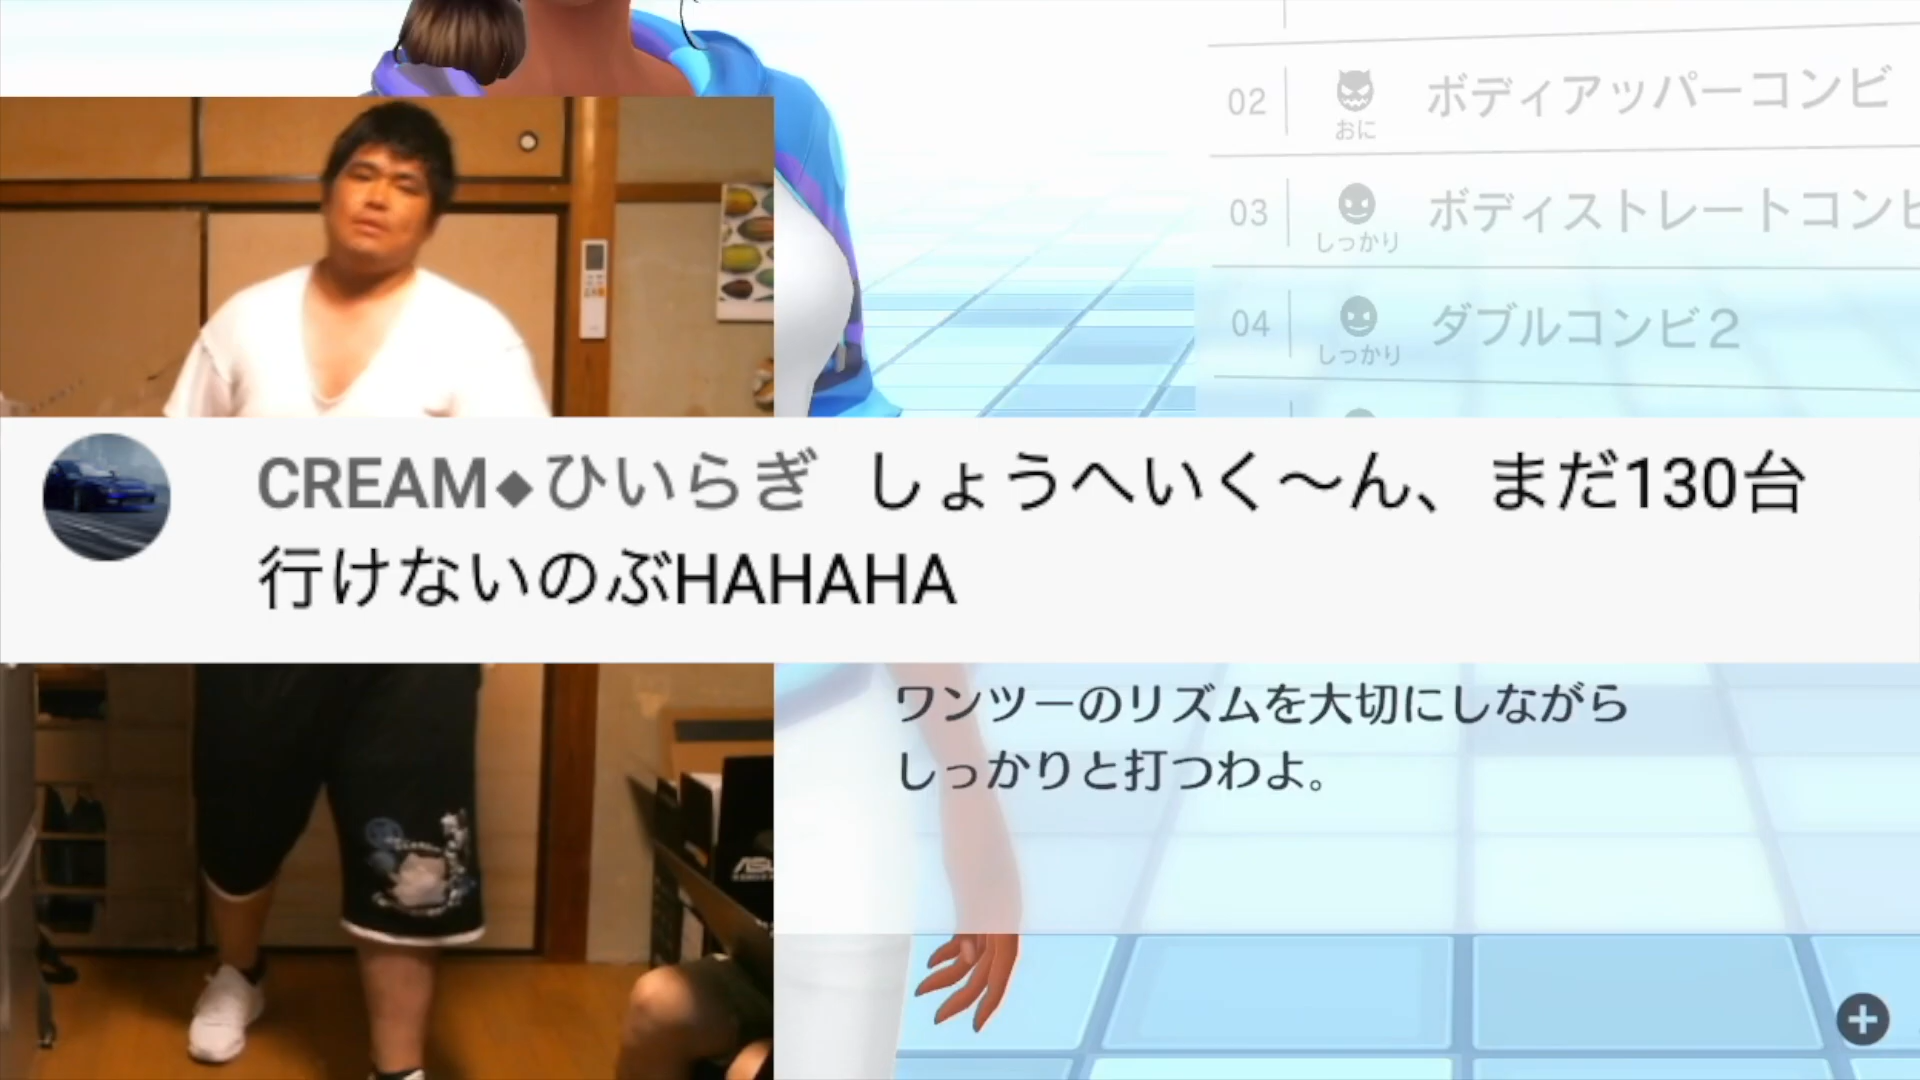 02 おに ボディアッパーコンビ
03 しっかり ボディストレートコンビ
04 しっかり ダブルコンビ2
CREAM◆ひいらぎ しょうへいく〜ん、まだ130台
行けないのぶHAHAHA
ワンツーのリズムを大切にしながら
しっかりと打つわよ。